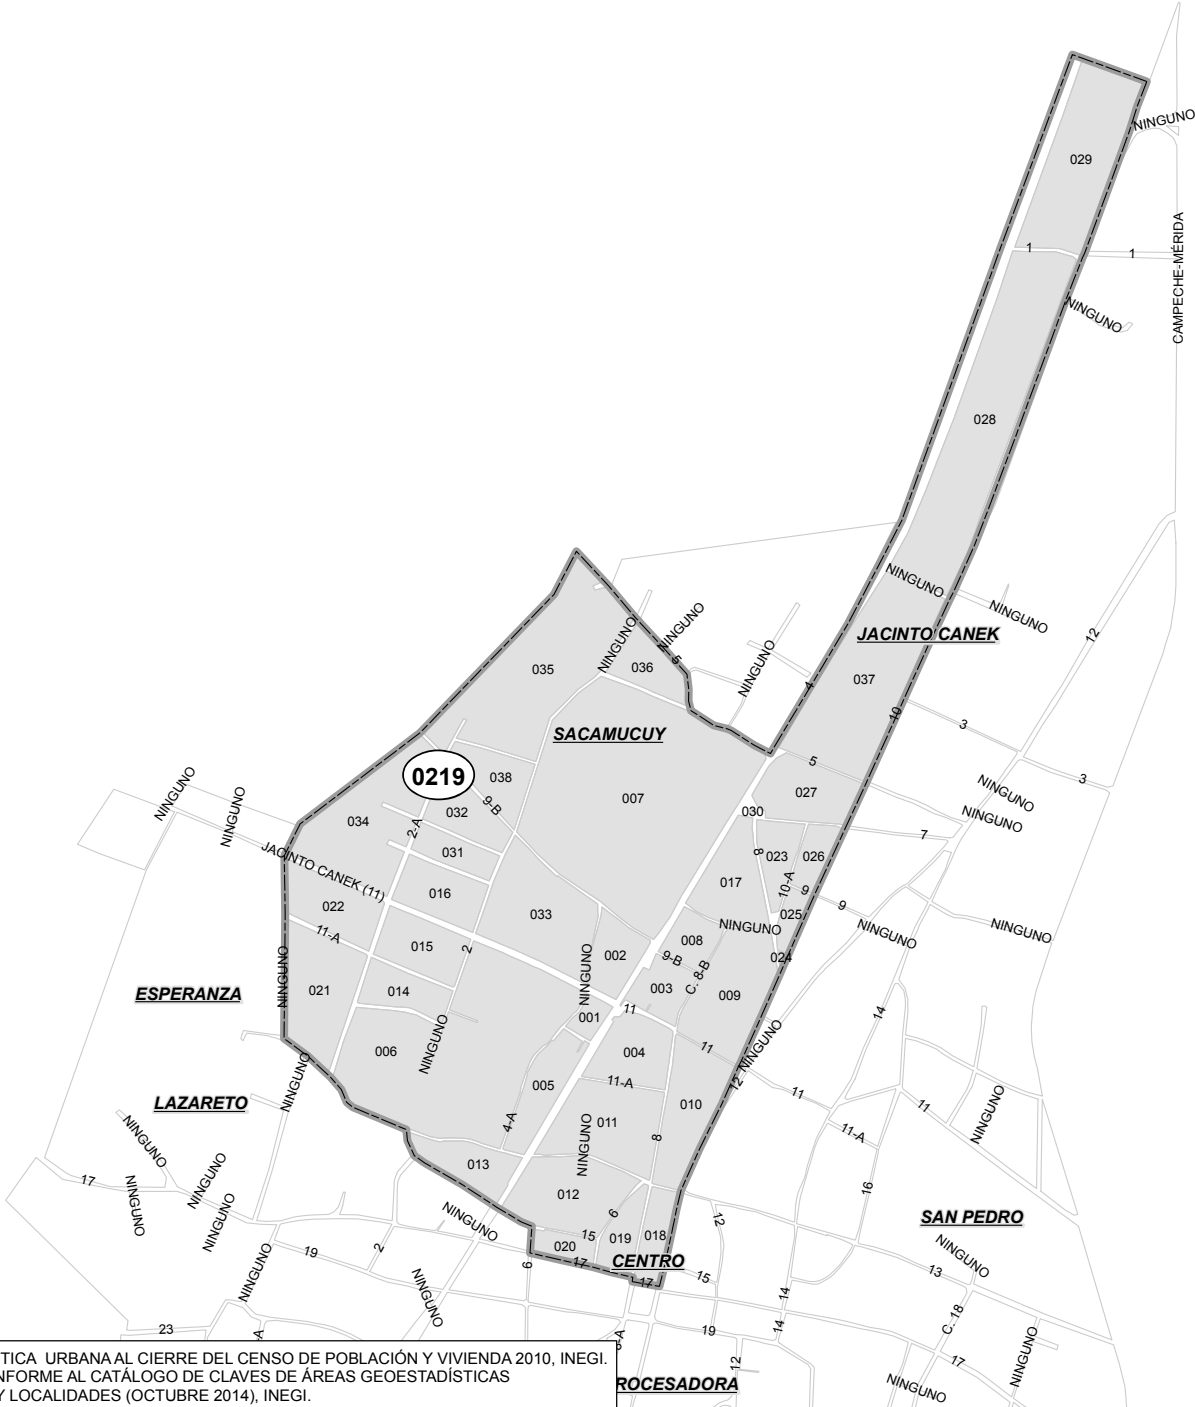 NINGUNO
029
CAMPECHE-MÉRIDA
1
1
NINGUNO
028
NINGUNO
NINGUNO
12
JACINTO CANEK
NINGUNO
NINGUNO
5
NINGUNO
035
036
4
037
10
3
SACAMUCUY
5
3
0219
038
007
027
NINGUNO
NINGUNO
NINGUNO
NINGUNO
9-B
032
030
034
2-A
7
031
8
023
026
JACINTO CANEK (11)
016
017
10-A
9
9
022
033
025
NINGUNO
NINGUNO
NINGUNO
11-A
015
2
002
008
024
NINGUNO
9-B
C. 8-B
NINGUNO
ESPERANZA
021
014
003
009
001
11
14
006
NINGUNO
004
11
NINGUNO
005
11-A
12
11
NINGUNO
LAZARETO
010
11
NINGUNO
4-A
011
NINGUNO
8
11-A
NINGUNO
013
17
NINGUNO
NINGUNO
012
16
NINGUNO
NINGUNO
6
12
SAN PEDRO
15
019
018
020
19
2
NINGUNO
CENTRO
NINGUNO
17
17
15
13
6
NINGUNO
14
C. 18
23
-A
-A
19
14
NINGUNO
12
17
TICA URBANA AL CIERRE DEL CENSO DE POBLACIÓN Y VIVIENDA 2010, INEGI.
NFORME AL CATÁLOGO DE CLAVES DE ÁREAS GEOESTADÍSTICAS
Y LOCALIDADES (OCTUBRE 2014), INEGI.
ROCESADORA
NINGUNO